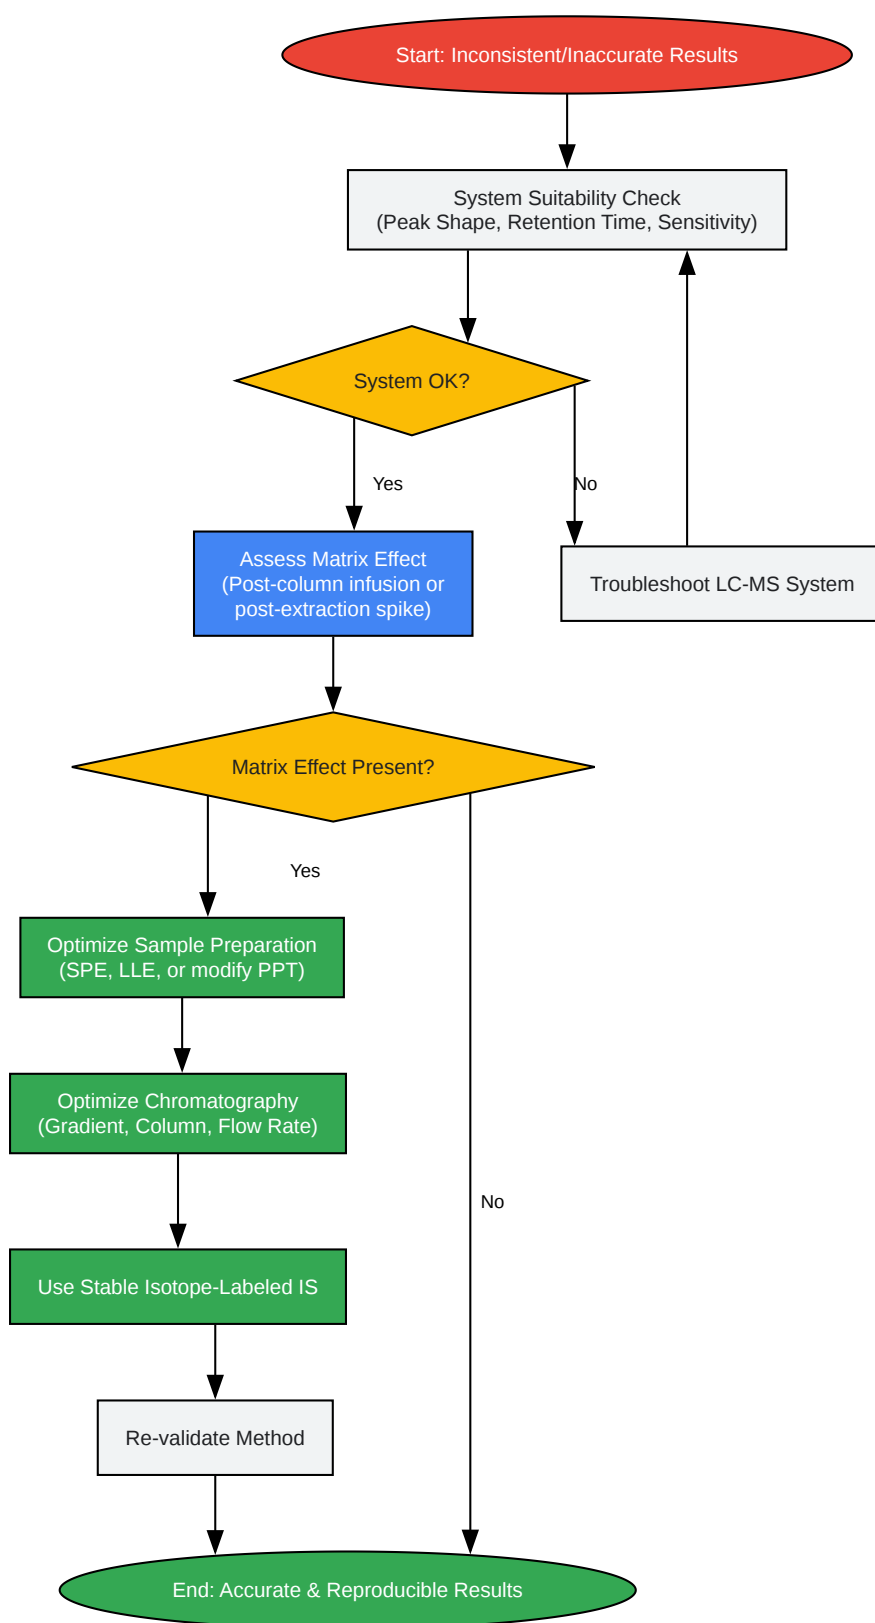 Start: Inconsistent/Inaccurate Results
System Suitability Check
(Peak Shape, Retention Time, Sensitivity)
System OK?
Yes
No
Assess Matrix Effect
(Post-column infusion or
post-extraction spike)
Troubleshoot LC-MS System
Matrix Effect Present?
Yes
Optimize Sample Preparation
(SPE, LLE, or modify PPT)
Optimize Chromatography
(Gradient, Column, Flow Rate)
No
Use Stable Isotope-Labeled IS
Re-validate Method
End: Accurate & Reproducible Results